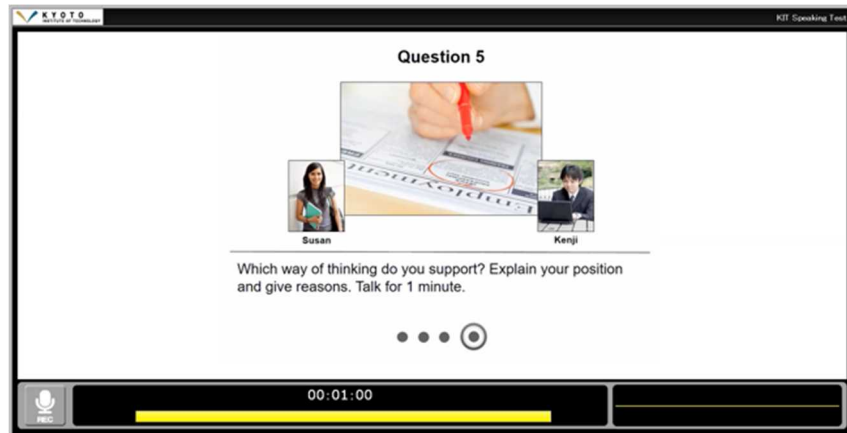 KYOTO
INSTITUTE OF TECHNOLOGY
KIT Speaking Test
Question 5
Employment
Susan
Kenji
Which way of thinking do you support? Explain your position
and give reasons. Talk for 1 minute.
00:01:00
REC